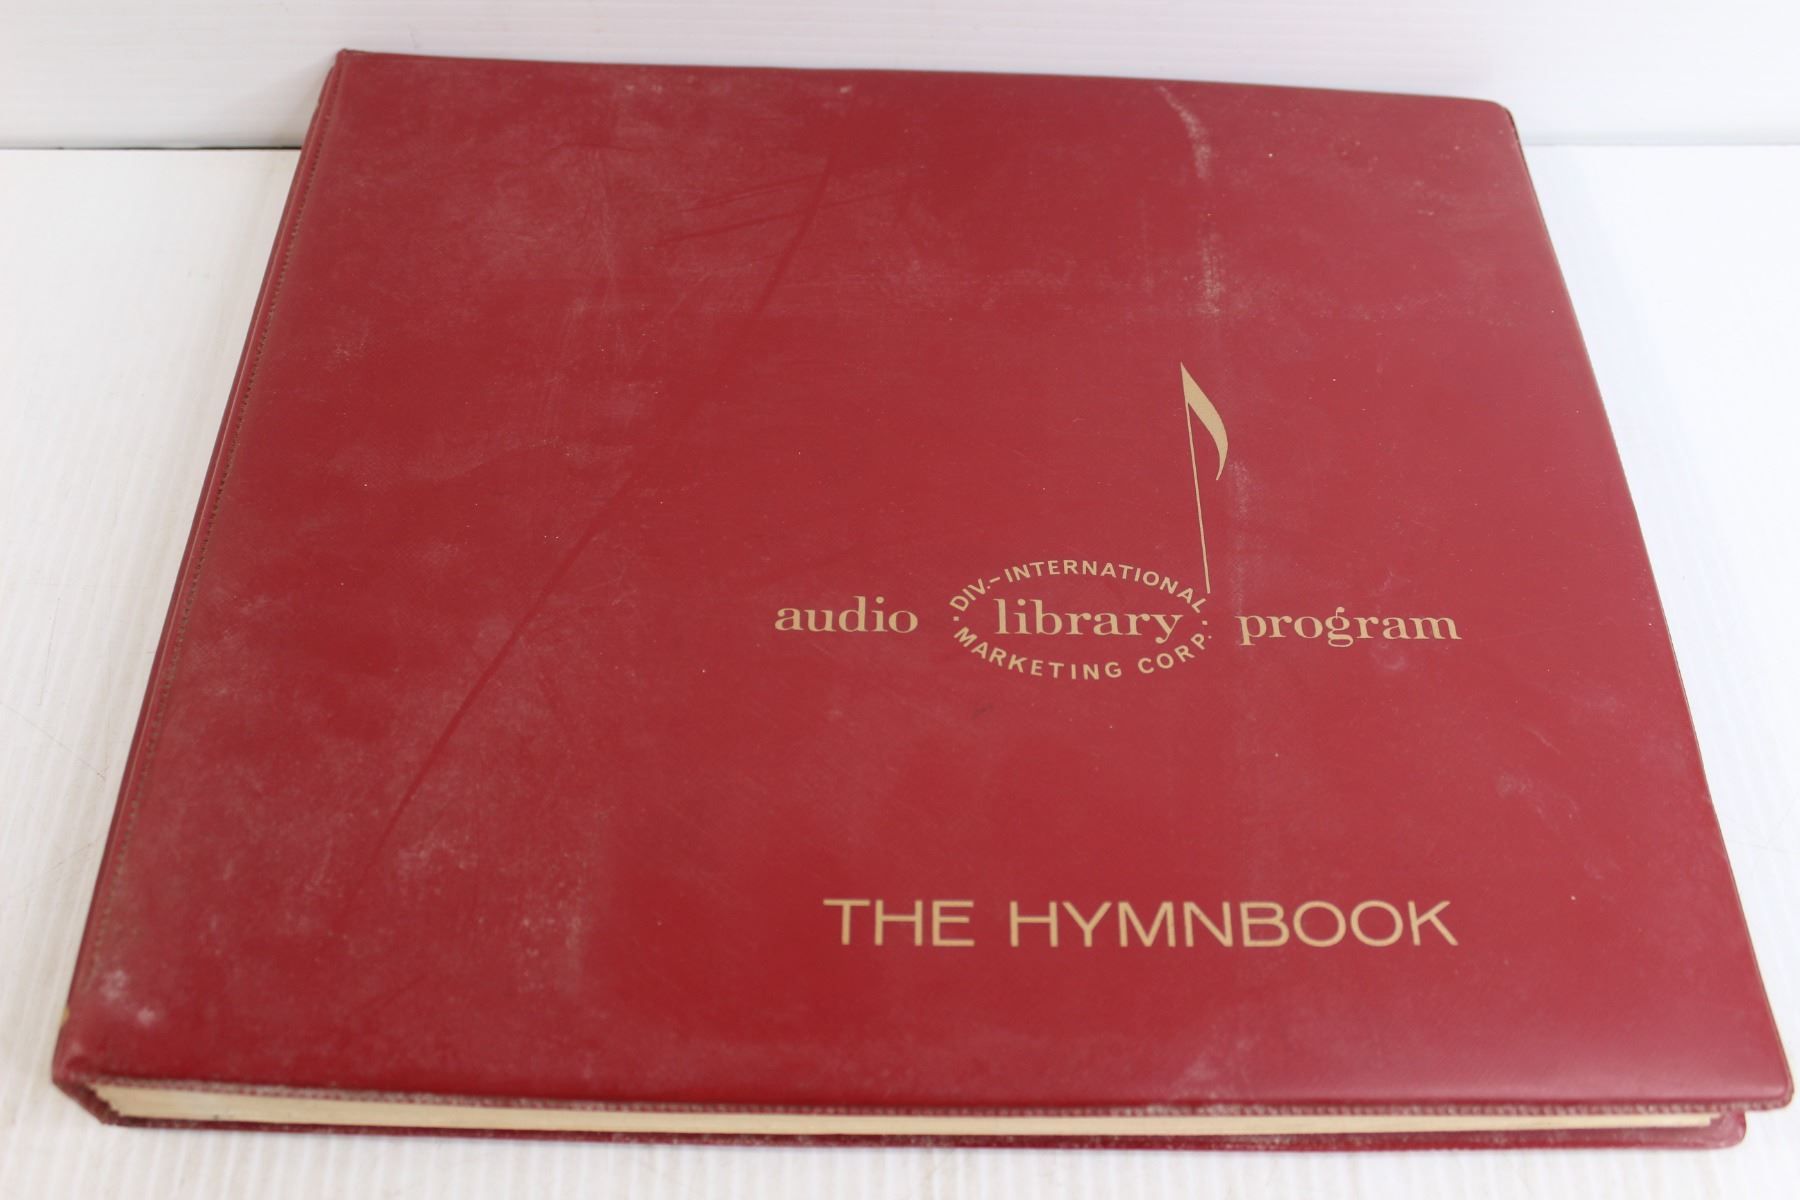 DIV.–INTERNATIONAL
audio library program
· MARKETING CORP. ·
THE HYMNBOOK